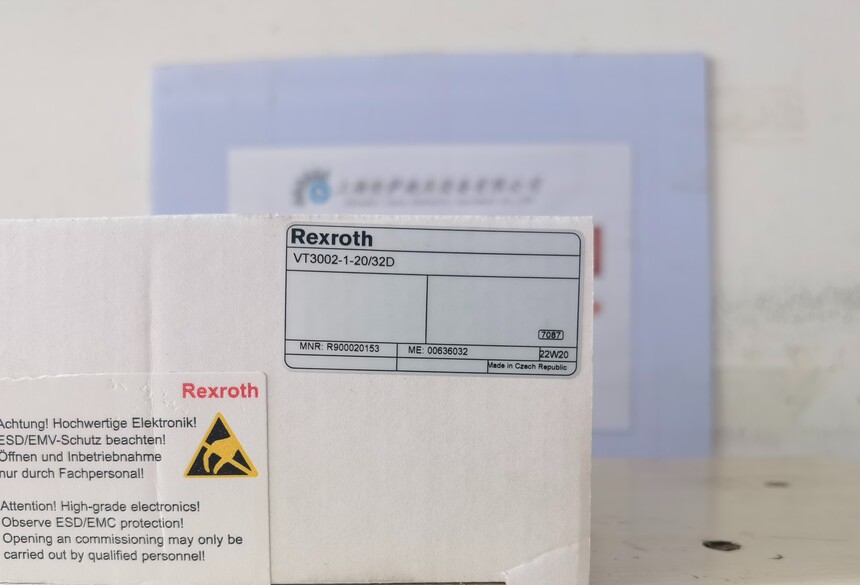 Rexroth
VT3002-1-20/32D
7087
MNR: R900020153
ME: 00636032
22W20
Made in Czech Republic
Rexroth
Achtung! Hochwertige Elektronik!
ESD/EMV-Schutz beachten!
Öffnen und Inbetriebnahme
nur durch Fachpersonal!
Attention! High-grade electronics!
Observe ESD/EMC protection!
Opening an commissioning may only be
carried out by qualified personnel!